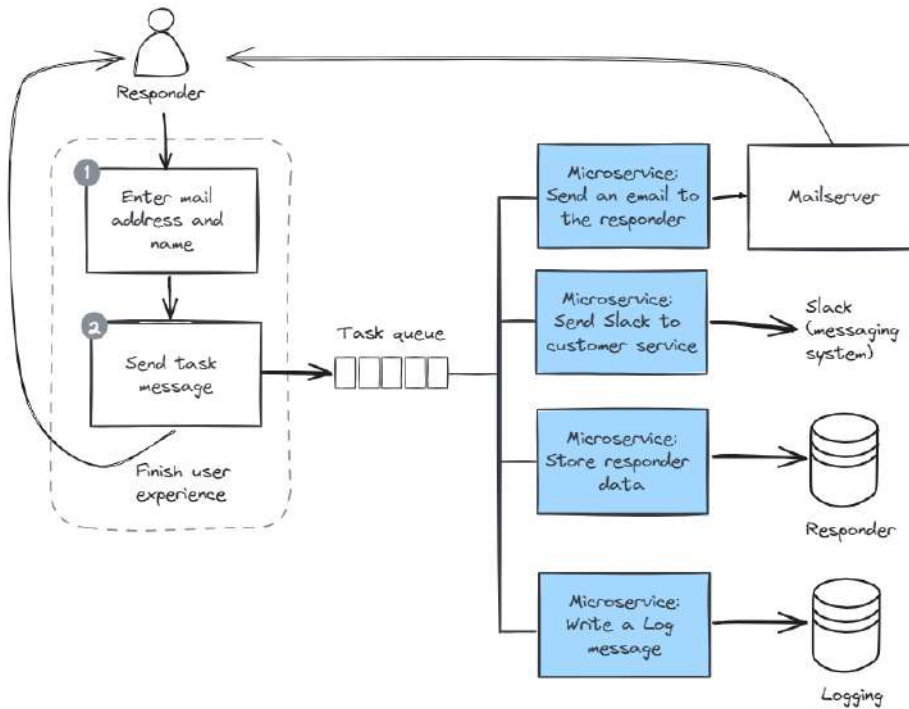 Responder
1
Enter mail
address and
name
2
Send task
message
Finish user
experience
Task queue
Microservice:
Send an email to
the responder
Mailserver
Microservice:
Send Slack to
customer service
Slack
(messaging
system)
Microservice:
Store responder
data
Responder
Microservice:
Write a Log
message
Logging